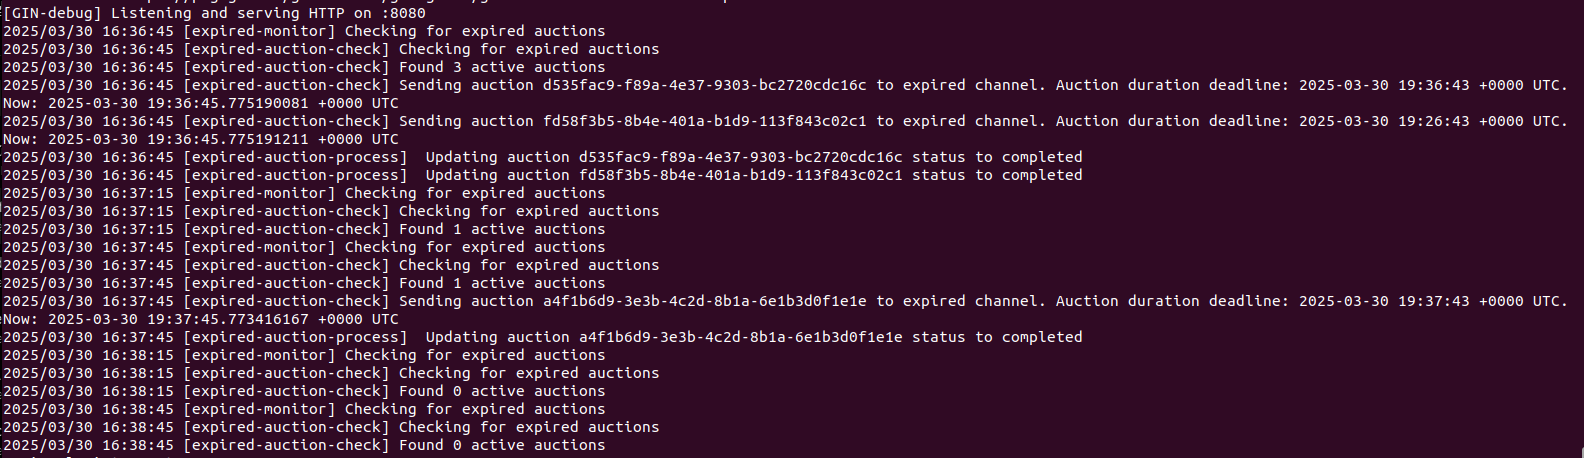 [GIN-debug] Listening and serving HTTP on :8080
2025/03/30 16:36:45 [expired-monitor] Checking for expired auctions
2025/03/30 16:36:45 [expired-auction-check] Checking for expired auctions
2025/03/30 16:36:45 [expired-auction-check] Found 3 active auctions
2025/03/30 16:36:45 [expired-auction-check] Sending auction d535fac9-f89a-4e37-9303-bc2720cdc16c to expired channel. Auction duration deadline: 2025-03-30 19:36:43 +0000 UTC.
Now: 2025-03-30 19:36:45.775190081 +0000 UTC
2025/03/30 16:36:45 [expired-auction-check] Sending auction fd58f3b5-8b4e-401a-b1d9-113f843c02c1 to expired channel. Auction duration deadline: 2025-03-30 19:26:43 +0000 UTC.
Now: 2025-03-30 19:36:45.775191211 +0000 UTC
2025/03/30 16:36:45 [expired-auction-process]  Updating auction d535fac9-f89a-4e37-9303-bc2720cdc16c status to completed
2025/03/30 16:36:45 [expired-auction-process]  Updating auction fd58f3b5-8b4e-401a-b1d9-113f843c02c1 status to completed
2025/03/30 16:37:15 [expired-monitor] Checking for expired auctions
2025/03/30 16:37:15 [expired-auction-check] Checking for expired auctions
2025/03/30 16:37:15 [expired-auction-check] Found 1 active auctions
2025/03/30 16:37:45 [expired-monitor] Checking for expired auctions
2025/03/30 16:37:45 [expired-auction-check] Checking for expired auctions
2025/03/30 16:37:45 [expired-auction-check] Found 1 active auctions
2025/03/30 16:37:45 [expired-auction-check] Sending auction a4f1b6d9-3e3b-4c2d-8b1a-6e1b3d0f1e1e to expired channel. Auction duration deadline: 2025-03-30 19:37:43 +0000 UTC.
Now: 2025-03-30 19:37:45.773416167 +0000 UTC
2025/03/30 16:37:45 [expired-auction-process]  Updating auction a4f1b6d9-3e3b-4c2d-8b1a-6e1b3d0f1e1e status to completed
2025/03/30 16:38:15 [expired-monitor] Checking for expired auctions
2025/03/30 16:38:15 [expired-auction-check] Checking for expired auctions
2025/03/30 16:38:15 [expired-auction-check] Found 0 active auctions
2025/03/30 16:38:45 [expired-monitor] Checking for expired auctions
2025/03/30 16:38:45 [expired-auction-check] Checking for expired auctions
2025/03/30 16:38:45 [expired-auction-check] Found 0 active auctions